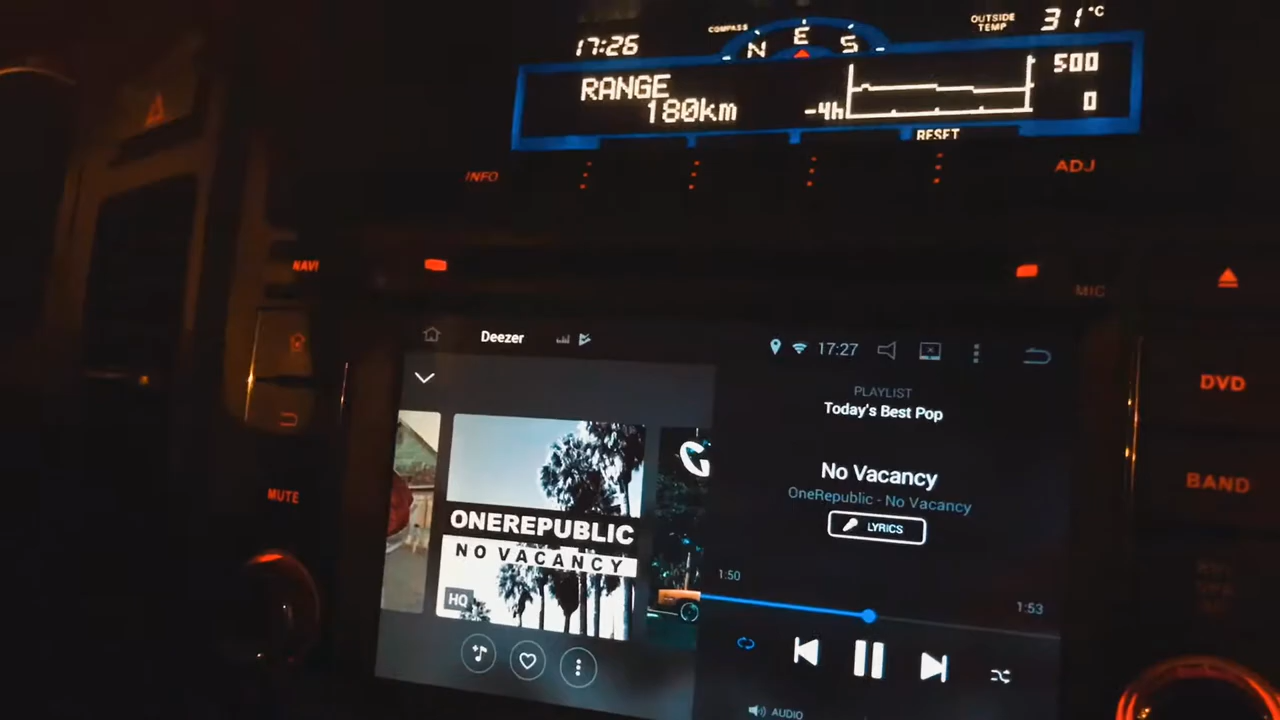 COMPASS
OUTSIDE
TEMP
31°C
17:26
N E S
RANGE
180km
-4h
500
0
RESET
INFO
ADJ
NAVI
MIC
Deezer
17:27
DVD
PLAYLIST
Today's Best Pop
No Vacancy
OneRepublic - No Vacancy
LYRICS
BAND
MUTE
ONEREPUBLIC
NO VACANCY
HQ
1:50
1:53
AUDIO